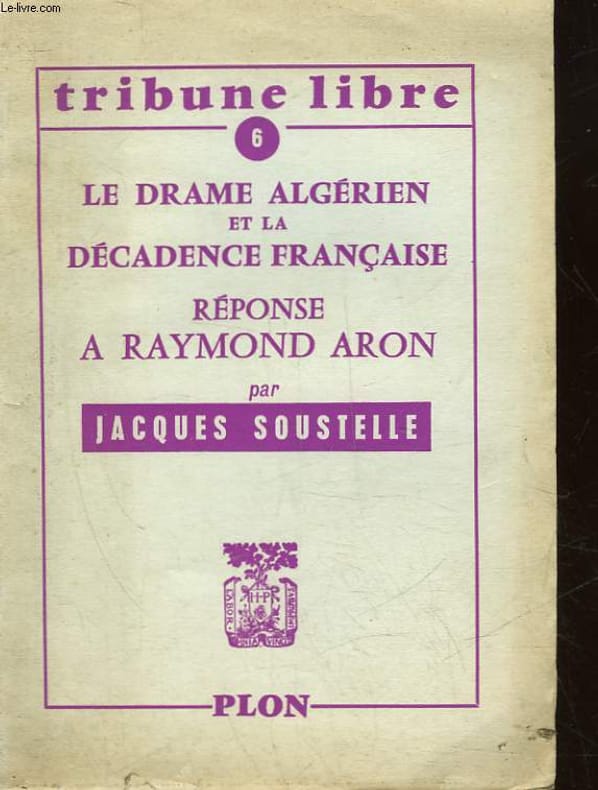 Le-livre.com
tribune libre
6
LE DRAME ALGÉRIEN
ET LA
DÉCADENCE FRANÇAISE
RÉPONSE
A RAYMOND ARON
par
JACQUES SOUSTELLE
H-P
LABOR
PLON